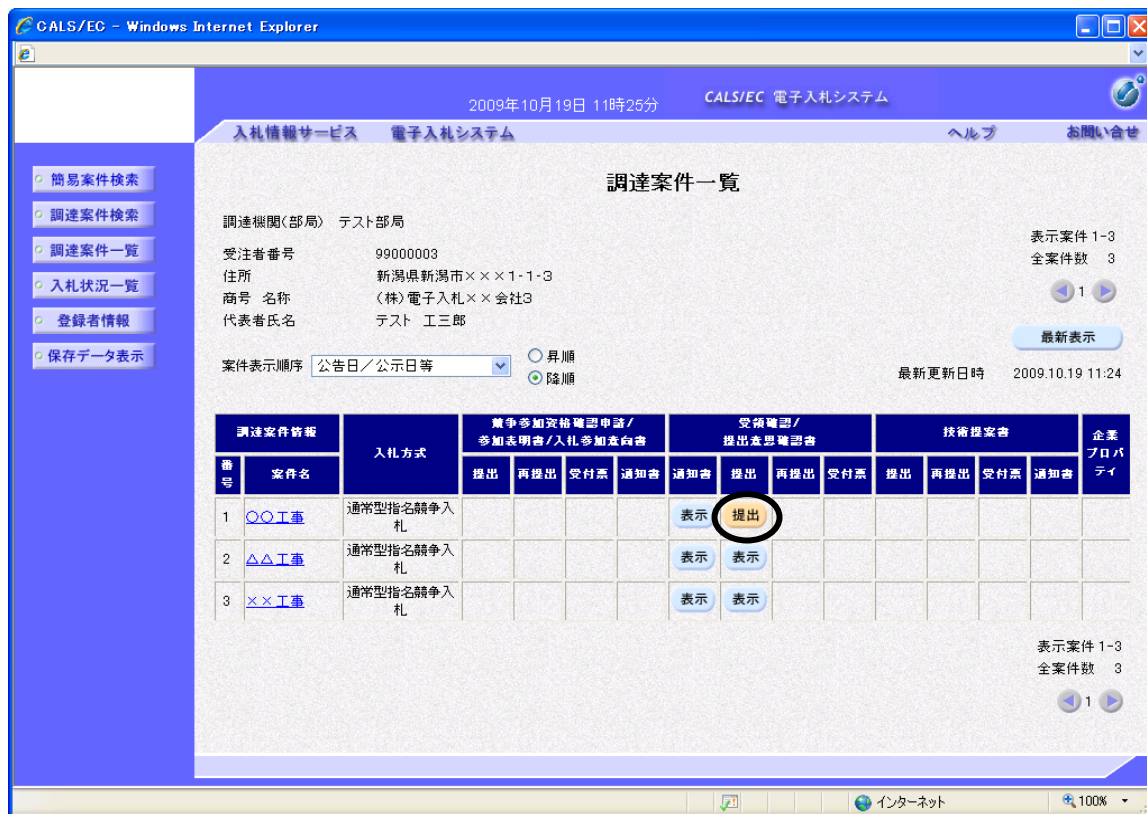 CALS/EC - Windows Internet Explorer
2009年10月19日 11時25分
CALS/EC 電子入札システム
入札情報サービス 電子入札システム ヘルプ お問い合せ
簡易案件検索
調達案件検索
調達案件一覧
入札状況一覧
登録者情報
保存データ表示
調達案件一覧
調達機関(部局) テスト部局
受注者番号 99000003
住所 新潟県新潟市×××1-1-3
商号 名称 (株)電子入札××会社3
代表者氏名 テスト 工三郎
表示案件 1-3
全案件数 3
1
最新表示
案件表示順序 公告日/公示日等
昇順
降順
最新更新日時 2009.10.19 11:24
調達案件情報 入札方式 競争参加資格確認申請/参加表明書/入札参加意向書 受領確認/提出意思確認書 技術提案書 企業プロパティ
番号 案件名 提出 再提出 受付票 通知書 通知書 提出 再提出 受付票 提出 再提出 受付票 通知書
1 ○○工事 通常型指名競争入札 表示 提出
2 △△工事 通常型指名競争入札 表示 表示
3 ××工事 通常型指名競争入札 表示 表示
表示案件 1-3
全案件数 3
1
インターネット 100%